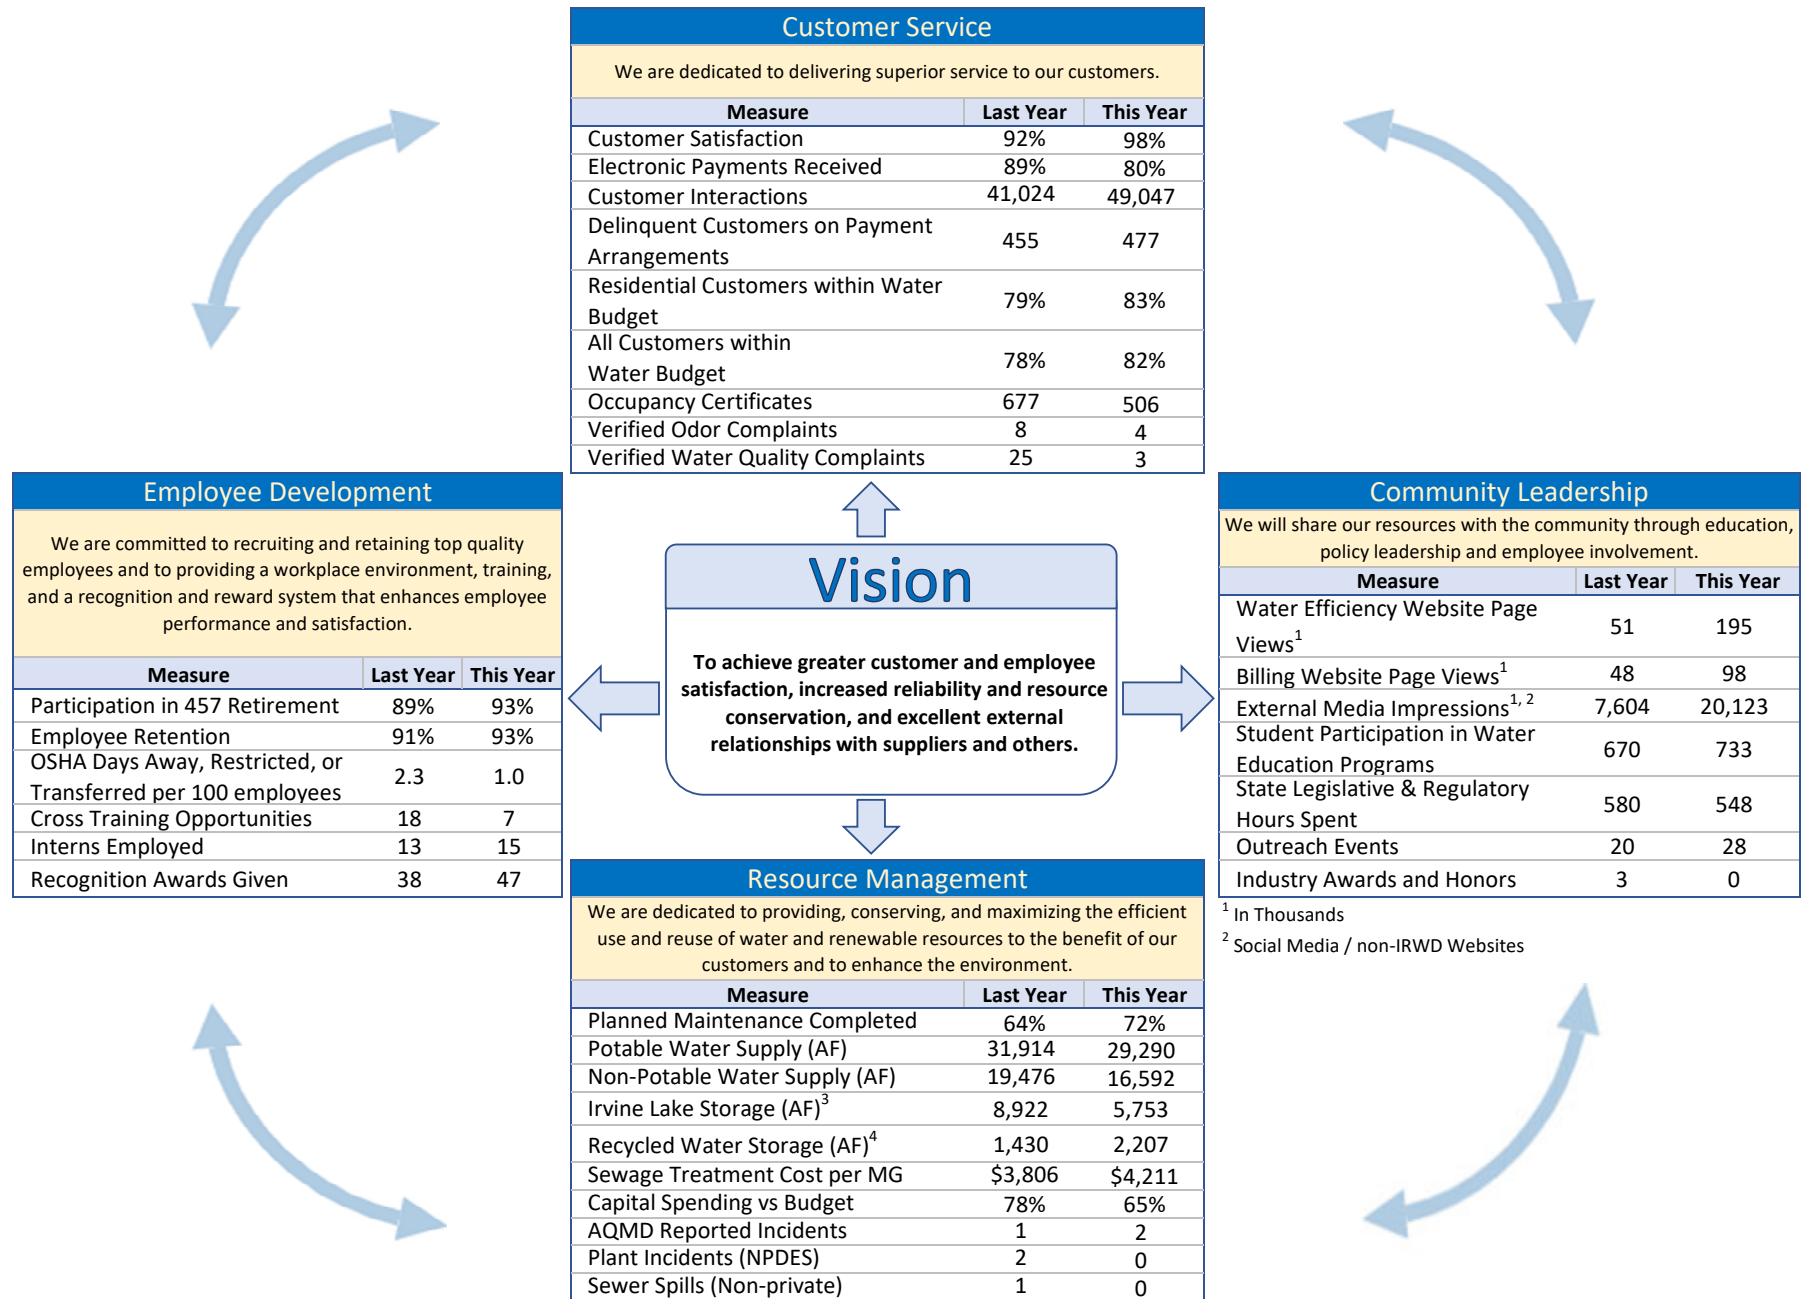 Customer Service
We are dedicated to delivering superior service to our customers.
Measure Last Year This Year
Customer Satisfaction 92% 98%
Electronic Payments Received 89% 80%
Customer Interactions 41,024 49,047
Delinquent Customers on Payment
Arrangements 455 477
Residential Customers within Water
Budget 79% 83%
All Customers within
Water Budget 78% 82%
Occupancy Certificates 677 506
Verified Odor Complaints 8 4
Verified Water Quality Complaints 25 3
Employee Development
We are committed to recruiting and retaining top quality
employees and to providing a workplace environment, training,
and a recognition and reward system that enhances employee
performance and satisfaction.
Measure Last Year This Year
Participation in 457 Retirement 89% 93%
Employee Retention 91% 93%
OSHA Days Away, Restricted, or
Transferred per 100 employees 2.3 1.0
Cross Training Opportunities 18 7
Interns Employed 13 15
Recognition Awards Given 38 47
Vision
To achieve greater customer and employee
satisfaction, increased reliability and resource
conservation, and excellent external
relationships with suppliers and others.
Community Leadership
We will share our resources with the community through education,
policy leadership and employee involvement.
Measure Last Year This Year
Water Efficiency Website Page
Views1 51 195
Billing Website Page Views1 48 98
External Media Impressions1, 2 7,604 20,123
Student Participation in Water
Education Programs 670 733
State Legislative & Regulatory
Hours Spent 580 548
Outreach Events 20 28
Industry Awards and Honors 3 0
1 In Thousands
2 Social Media / non-IRWD Websites
Resource Management
We are dedicated to providing, conserving, and maximizing the efficient
use and reuse of water and renewable resources to the benefit of our
customers and to enhance the environment.
Measure Last Year This Year
Planned Maintenance Completed 64% 72%
Potable Water Supply (AF) 31,914 29,290
Non-Potable Water Supply (AF) 19,476 16,592
Irvine Lake Storage (AF)3 8,922 5,753
Recycled Water Storage (AF)4 1,430 2,207
Sewage Treatment Cost per MG $3,806 $4,211
Capital Spending vs Budget 78% 65%
AQMD Reported Incidents 1 2
Plant Incidents (NPDES) 2 0
Sewer Spills (Non-private) 1 0